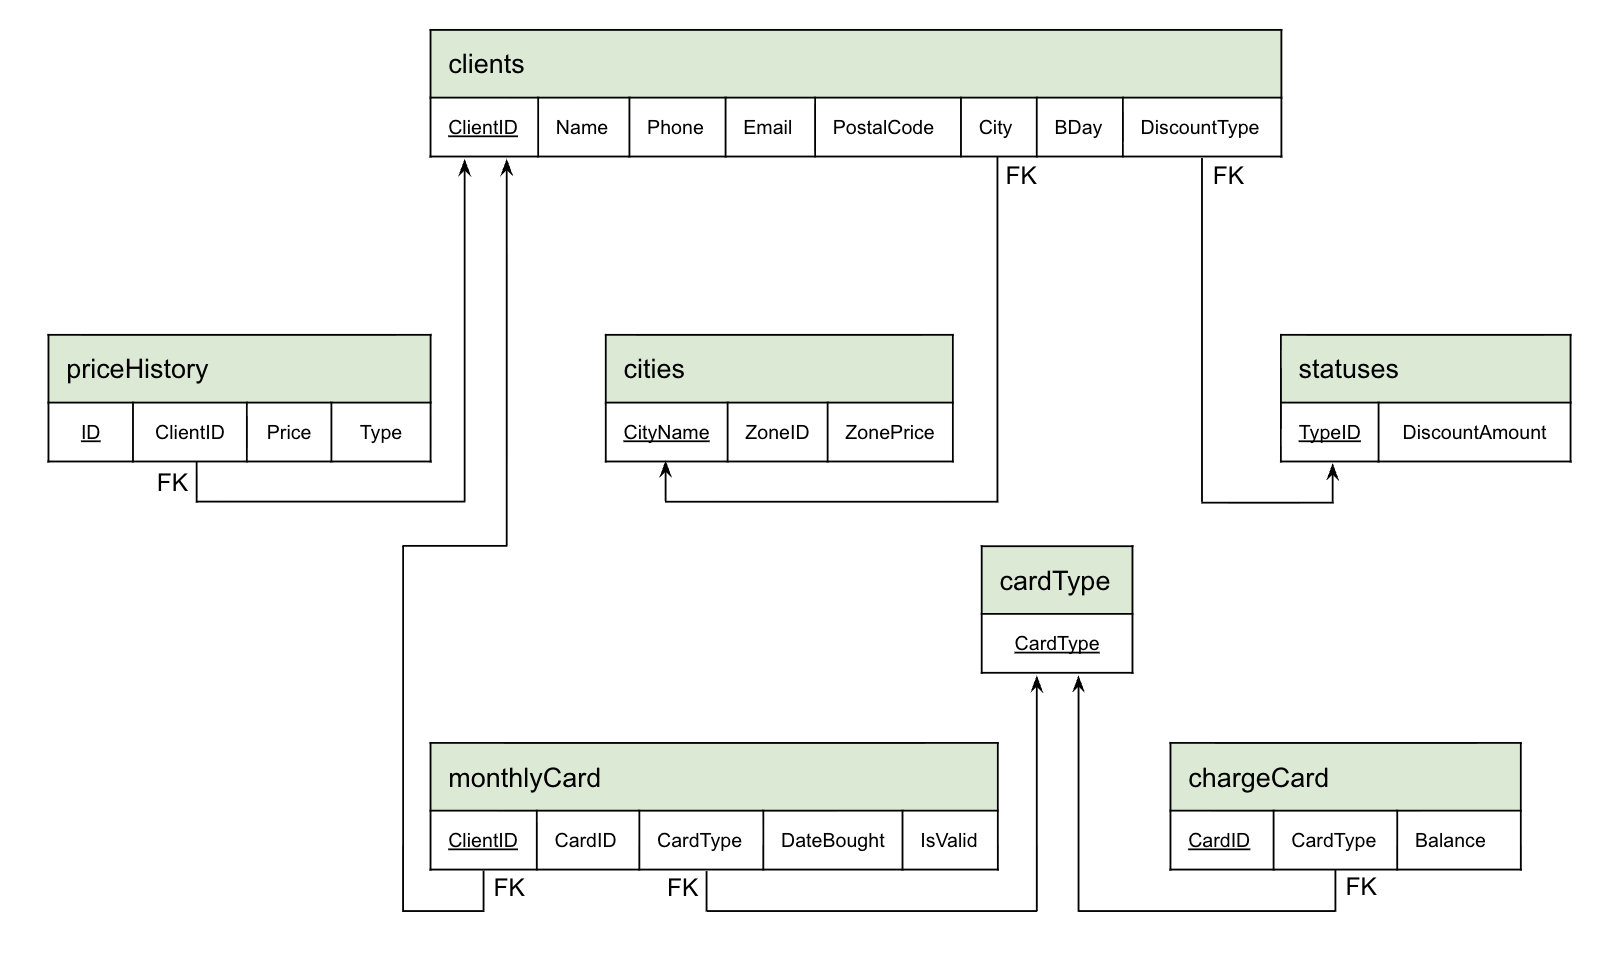 clients
ClientID Name Phone Email PostalCode City BDay DiscountType
FK FK
priceHistory
ID ClientID Price Type
FK
cities
CityName ZoneID ZonePrice
statuses
TypeID DiscountAmount
cardType
CardType
monthlyCard
ClientID CardID CardType DateBought IsValid
FK FK
chargeCard
CardID CardType Balance
FK